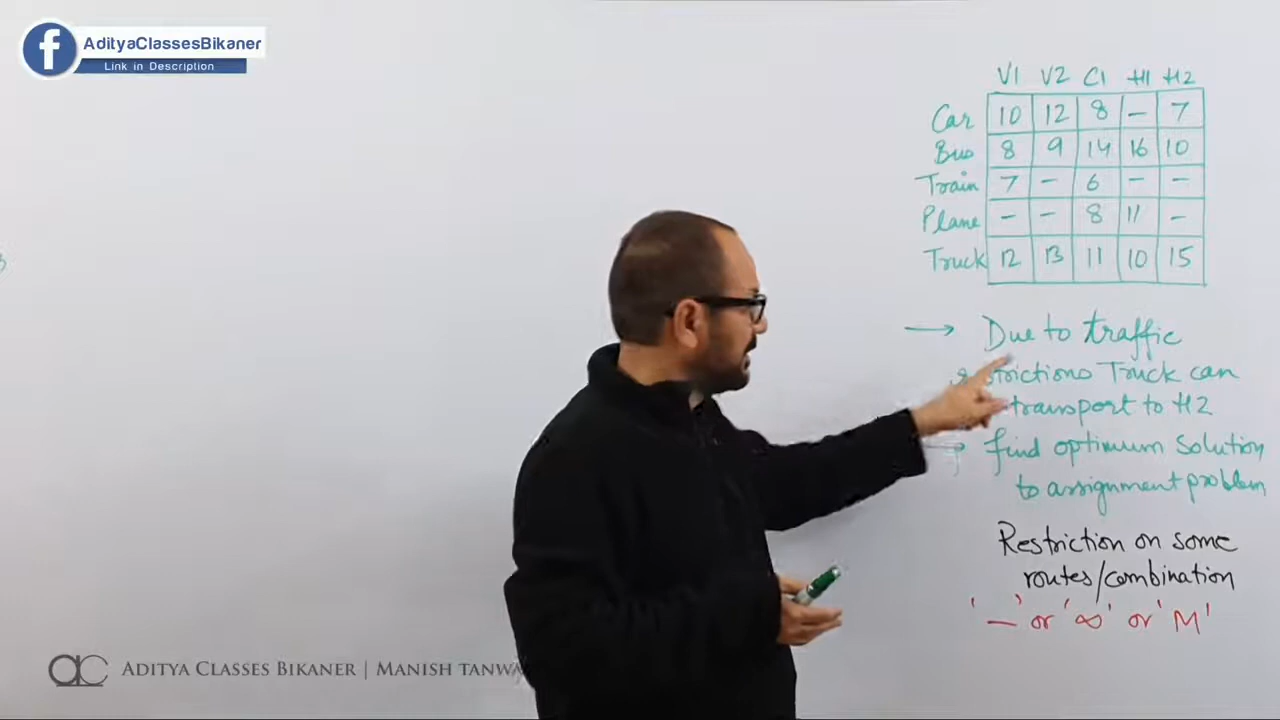 AdityaClassesBikaner
Link in Description
V1 V2 C1 H1 H2
Car 10 12 8 – 7
Bus 8 9 14 16 10
Train 7 – 6 – –
Plane – – 8 11 –
Truck 12 13 11 10 15
→ Due to traffic
Truck can
transport to H2
→ find optimum solution
to assignment problem
Restriction on some
routes/combination
'—' or '∞' or 'M'
ac ADITYA CLASSES BIKANER | MANISH